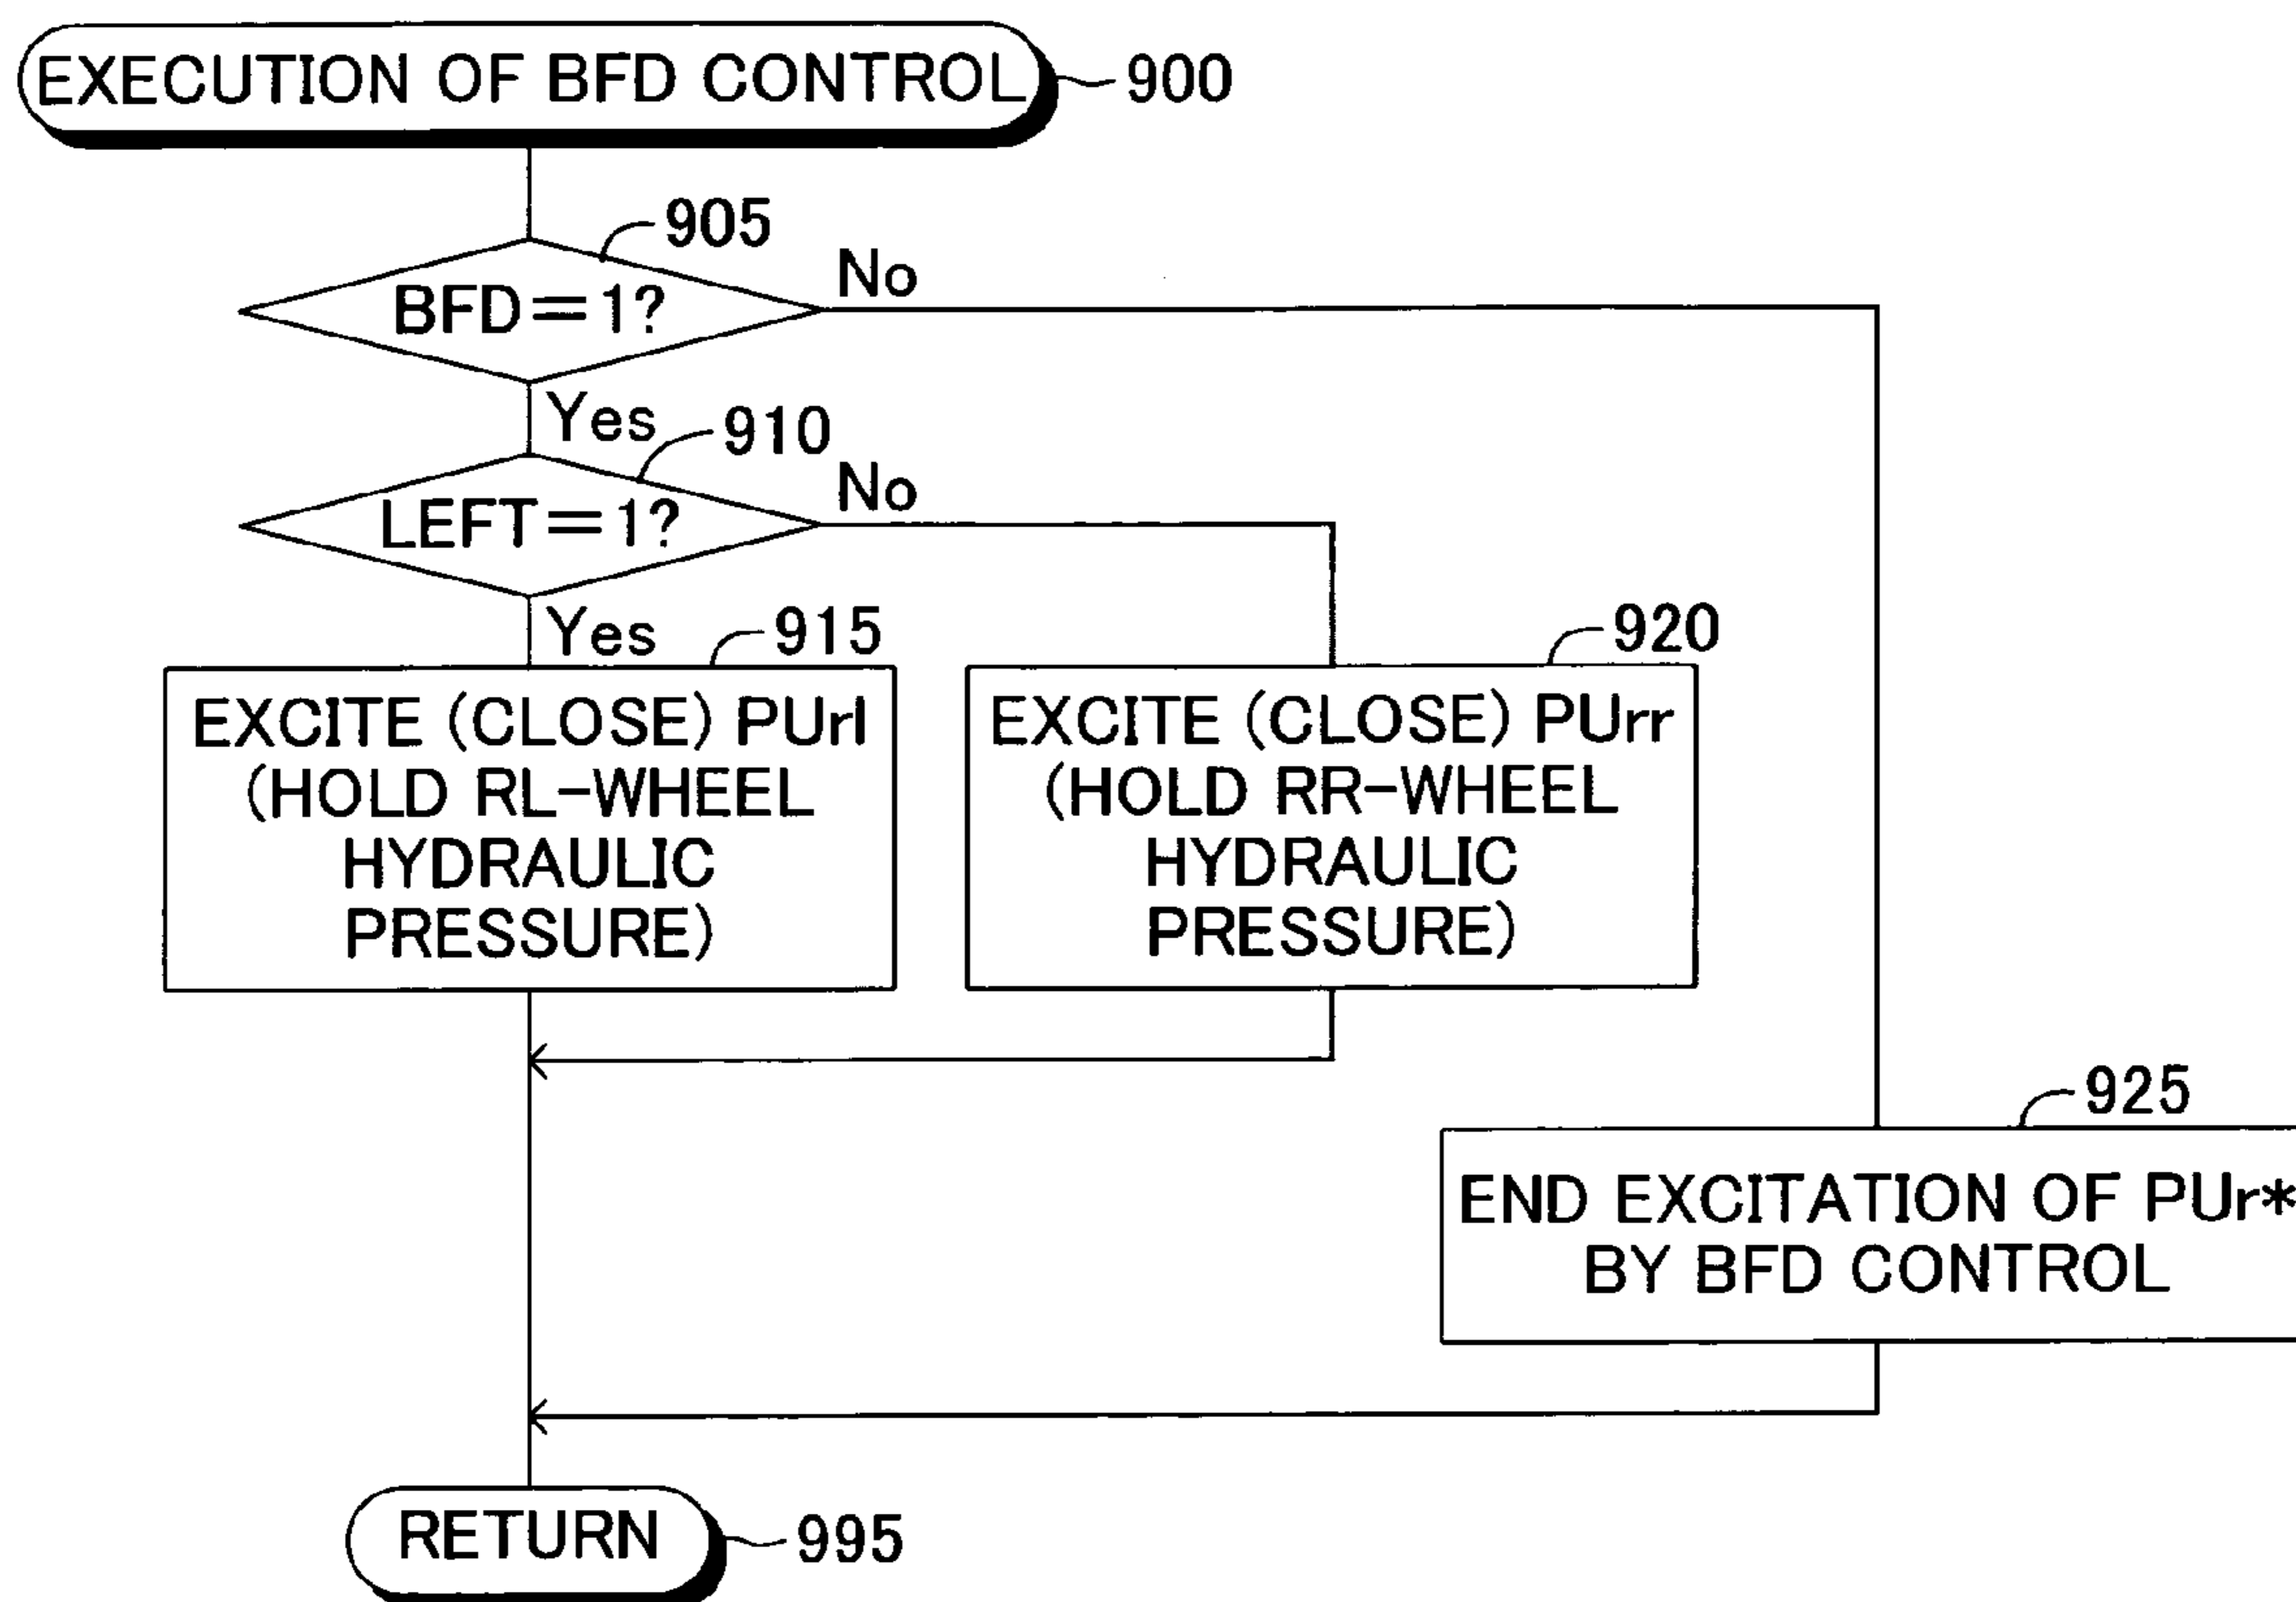 EXECUTION OF BFD CONTROL
900
905
BFD=1?
No
Yes
910
LEFT=1?
No
Yes
915
EXCITE (CLOSE) PUrl
(HOLD RL-WHEEL
HYDRAULIC
PRESSURE)
920
EXCITE (CLOSE) PUrr
(HOLD RR-WHEEL
HYDRAULIC
PRESSURE)
925
END EXCITATION OF PUr*
BY BFD CONTROL
RETURN
995